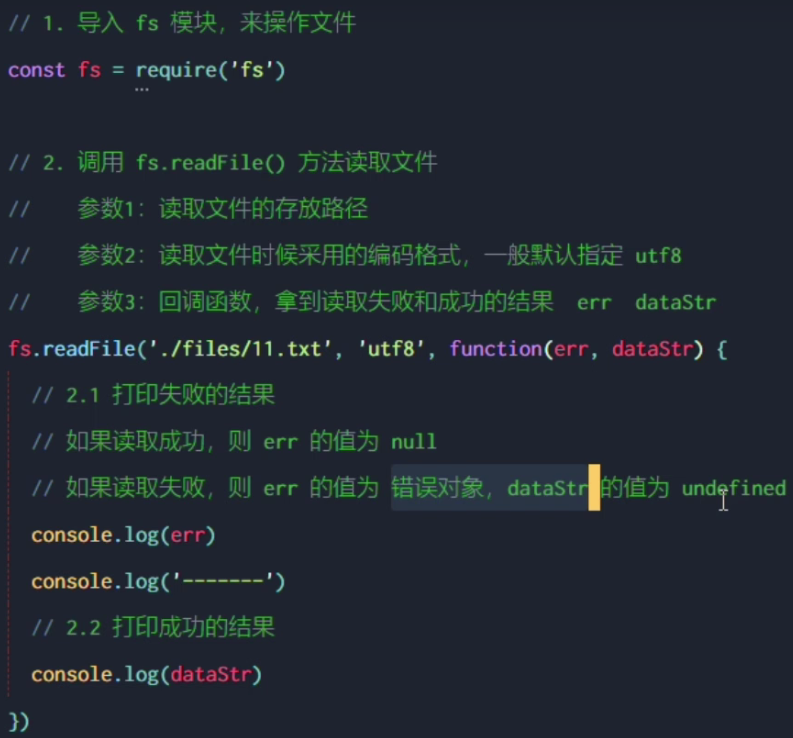 // 1. 导入 fs 模块，来操作文件
const fs = require('fs')
// 2. 调用 fs.readFile() 方法读取文件
//    参数1：读取文件的存放路径
//    参数2：读取文件时候采用的编码格式，一般默认指定 utf8
//    参数3：回调函数，拿到读取失败和成功的结果  err  dataStr
fs.readFile('./files/11.txt', 'utf8', function(err, dataStr) {
  // 2.1 打印失败的结果
  // 如果读取成功，则 err 的值为 null
  // 如果读取失败，则 err 的值为 错误对象，dataStr 的值为 undefined
  console.log(err)
  console.log('-------')
  // 2.2 打印成功的结果
  console.log(dataStr)
})